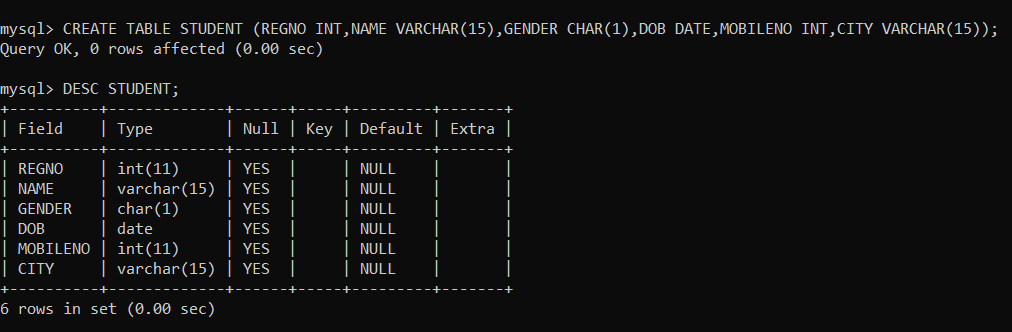 mysql> CREATE TABLE STUDENT (REGNO INT,NAME VARCHAR(15),GENDER CHAR(1),DOB DATE,MOBILENO INT,CITY VARCHAR(15));
Query OK, 0 rows affected (0.00 sec)
mysql> DESC STUDENT;
+----------+-------------+------+-----+---------+-------+
| Field    | Type        | Null | Key | Default | Extra |
+----------+-------------+------+-----+---------+-------+
| REGNO    | int(11)     | YES  |     | NULL    |       |
| NAME     | varchar(15) | YES  |     | NULL    |       |
| GENDER   | char(1)     | YES  |     | NULL    |       |
| DOB      | date        | YES  |     | NULL    |       |
| MOBILENO | int(11)     | YES  |     | NULL    |       |
| CITY     | varchar(15) | YES  |     | NULL    |       |
+----------+-------------+------+-----+---------+-------+
6 rows in set (0.00 sec)